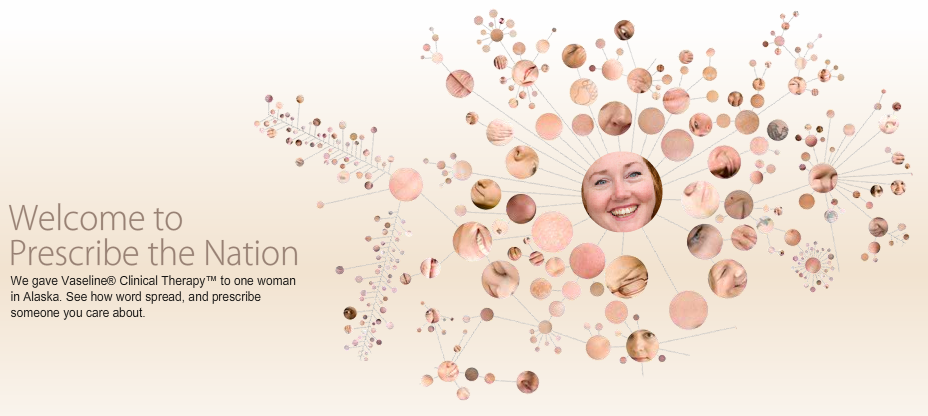 Welcome to
Prescribe the Nation
We gave Vaseline® Clinical Therapy™ to one woman
in Alaska. See how word spread, and prescribe
someone you care about.